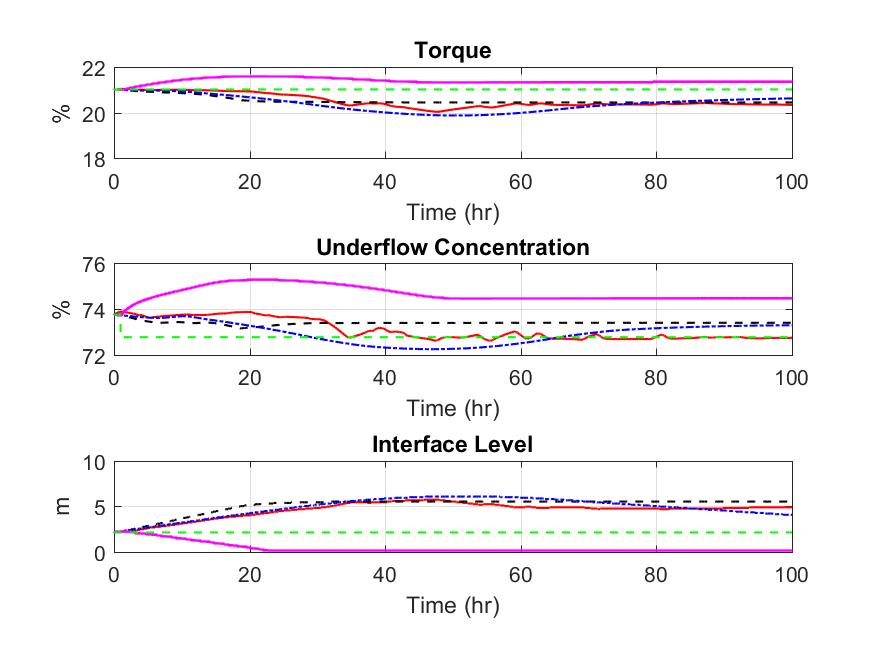 Torque
22
20
18
%
0 20 40 60 80 100
Time (hr)
Underflow Concentration
76
74
72
%
0 20 40 60 80 100
Time (hr)
Interface Level
10
5
0
m
0 20 40 60 80 100
Time (hr)